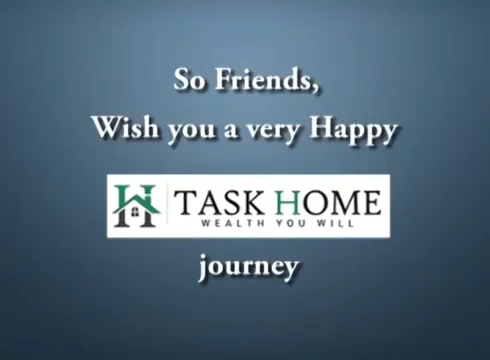 So Friends,
Wish you a very Happy
TASK HOME
WEALTH YOU WILL
journey